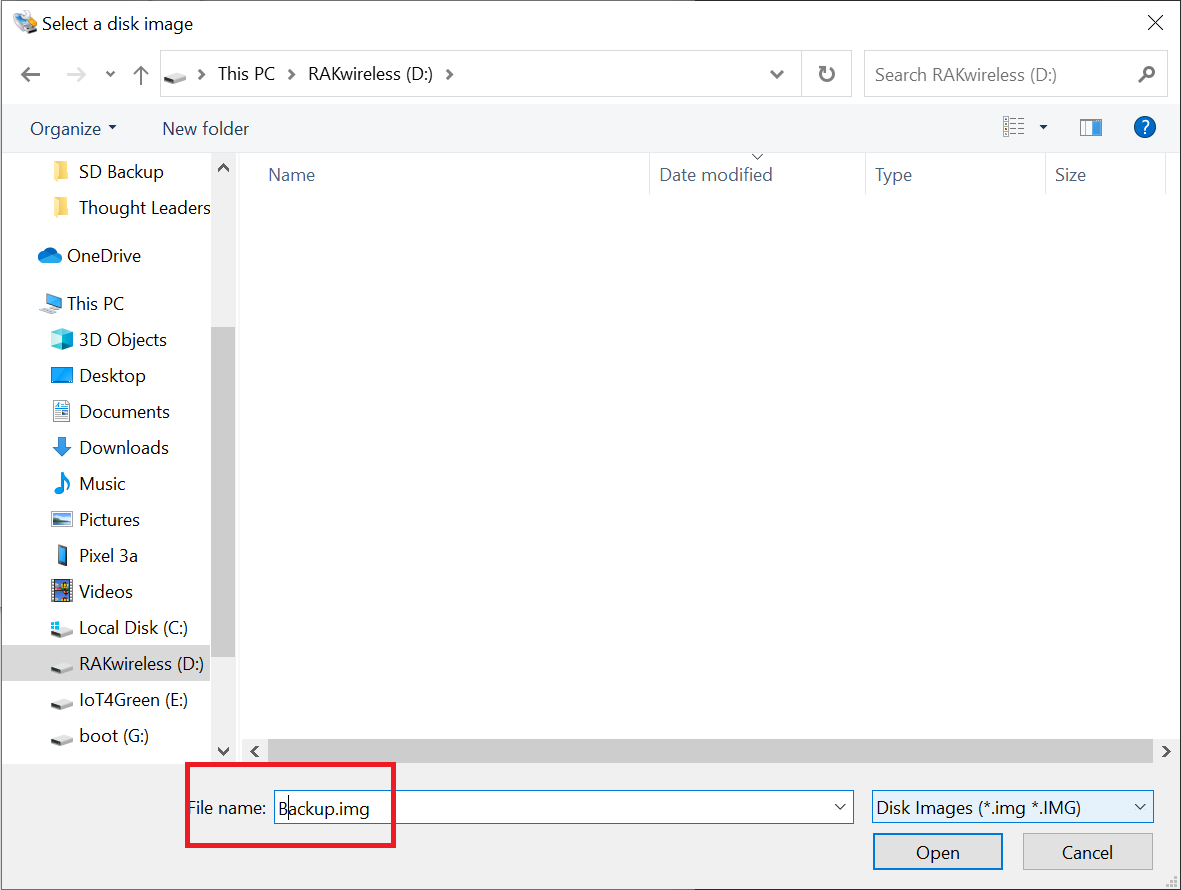 Select a disk image
This PC RAKwireless (D:)
Search RAKwireless (D:)
Organize New folder
?
Name Date modified Type Size
SD Backup
Thought Leaders
OneDrive
This PC
3D Objects
Desktop
Documents
Downloads
Music
Pictures
Pixel 3a
Videos
Local Disk (C:)
RAKwireless (D:)
IoT4Green (E:)
boot (G:)
File name: Backup.img
Disk Images (*.img *.IMG)
Open Cancel